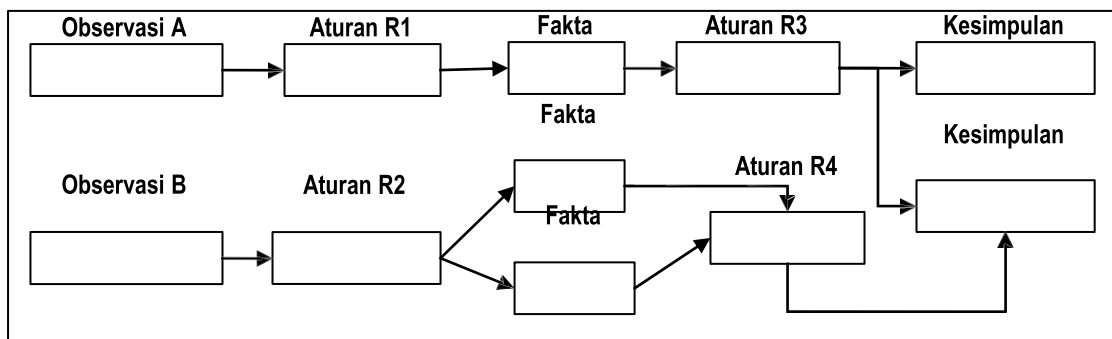 Observasi A
Aturan R1
Fakta
Aturan R3
Kesimpulan
Fakta
Kesimpulan
Observasi B
Aturan R2
Aturan R4
Fakta